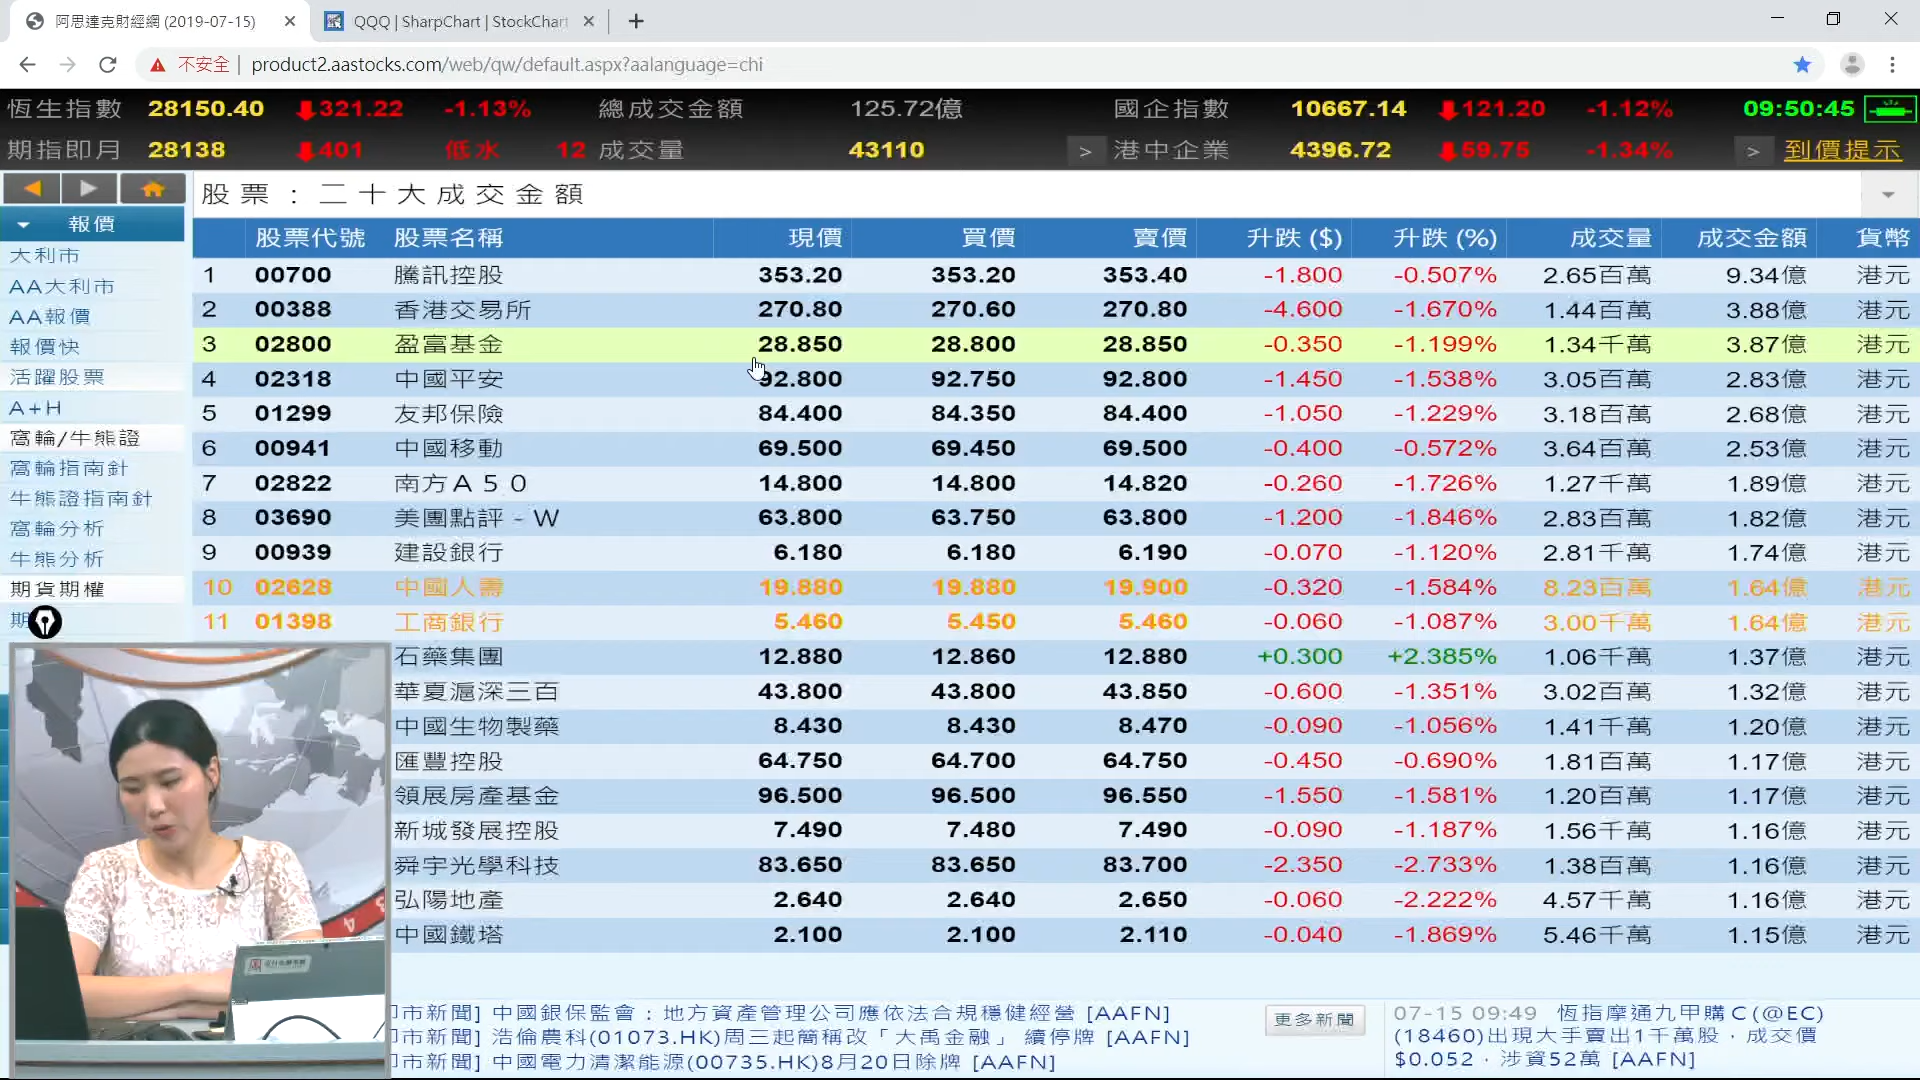 阿思達克財經網 (2019-07-15)
QQQ | SharpChart | StockChart
不安全 | product2.aastocks.com/web/qw/default.aspx?aalanguage=chi
恆生指數 28150.40 321.22 -1.13% 總成交金額 125.72億 國企指數 10667.14 121.20 -1.12% 09:50:45
期指即月 28138 401 低水 12 成交量 43110 > 港中企業 4396.72 59.75 -1.34% > 到價提示
股票：二十大成交金額
報價
大利市
AA大利市
AA報價
報價快
活躍股票
A+H
窩輪/牛熊證
窩輪指南針
牛熊證指南針
窩輪分析
牛熊分析
期貨期權
期
股票代號 股票名稱 現價 買價 賣價 升跌 ($) 升跌 (%) 成交量 成交金額 貨幣
1 00700 騰訊控股 353.20 353.20 353.40 -1.800 -0.507% 2.65百萬 9.34億 港元
2 00388 香港交易所 270.80 270.60 270.80 -4.600 -1.670% 1.44百萬 3.88億 港元
3 02800 盈富基金 28.850 28.800 28.850 -0.350 -1.199% 1.34千萬 3.87億 港元
4 02318 中國平安 92.800 92.750 92.800 -1.450 -1.538% 3.05百萬 2.83億 港元
5 01299 友邦保險 84.400 84.350 84.400 -1.050 -1.229% 3.18百萬 2.68億 港元
6 00941 中國移動 69.500 69.450 69.500 -0.400 -0.572% 3.64百萬 2.53億 港元
7 02822 南方A50 14.800 14.800 14.820 -0.260 -1.726% 1.27千萬 1.89億 港元
8 03690 美團點評－W 63.800 63.750 63.800 -1.200 -1.846% 2.83百萬 1.82億 港元
9 00939 建設銀行 6.180 6.180 6.190 -0.070 -1.120% 2.81千萬 1.74億 港元
10 02628 中國人壽 19.880 19.880 19.900 -0.320 -1.584% 8.23百萬 1.64億 港元
11 01398 工商銀行 5.460 5.450 5.460 -0.060 -1.087% 3.00千萬 1.64億 港元
石藥集團 12.880 12.860 12.880 +0.300 +2.385% 1.06千萬 1.37億 港元
華夏滬深三百 43.800 43.800 43.850 -0.600 -1.351% 3.02百萬 1.32億 港元
中國生物製藥 8.430 8.430 8.470 -0.090 -1.056% 1.41千萬 1.20億 港元
匯豐控股 64.750 64.700 64.750 -0.450 -0.690% 1.81百萬 1.17億 港元
領展房產基金 96.500 96.500 96.550 -1.550 -1.581% 1.20百萬 1.17億 港元
新城發展控股 7.490 7.480 7.490 -0.090 -1.187% 1.56千萬 1.16億 港元
舜宇光學科技 83.650 83.650 83.700 -2.350 -2.733% 1.38百萬 1.16億 港元
弘陽地產 2.640 2.640 2.650 -0.060 -2.222% 4.57千萬 1.16億 港元
中國鐵塔 2.100 2.100 2.110 -0.040 -1.869% 5.46千萬 1.15億 港元
市新聞] 中國銀保監會：地方資產管理公司應依法合規穩健經營 [AAFN]
市新聞] 浩倫農科(01073.HK)周三起簡稱改「大禹金融」 續停牌 [AAFN]
市新聞] 中國電力清潔能源(00735.HK)8月20日除牌 [AAFN]
更多新聞
07-15 09:49 恆指摩通九甲購C(@EC)
(18460)出現大手賣出1千萬股，成交價
$0.052，涉資52萬 [AAFN]